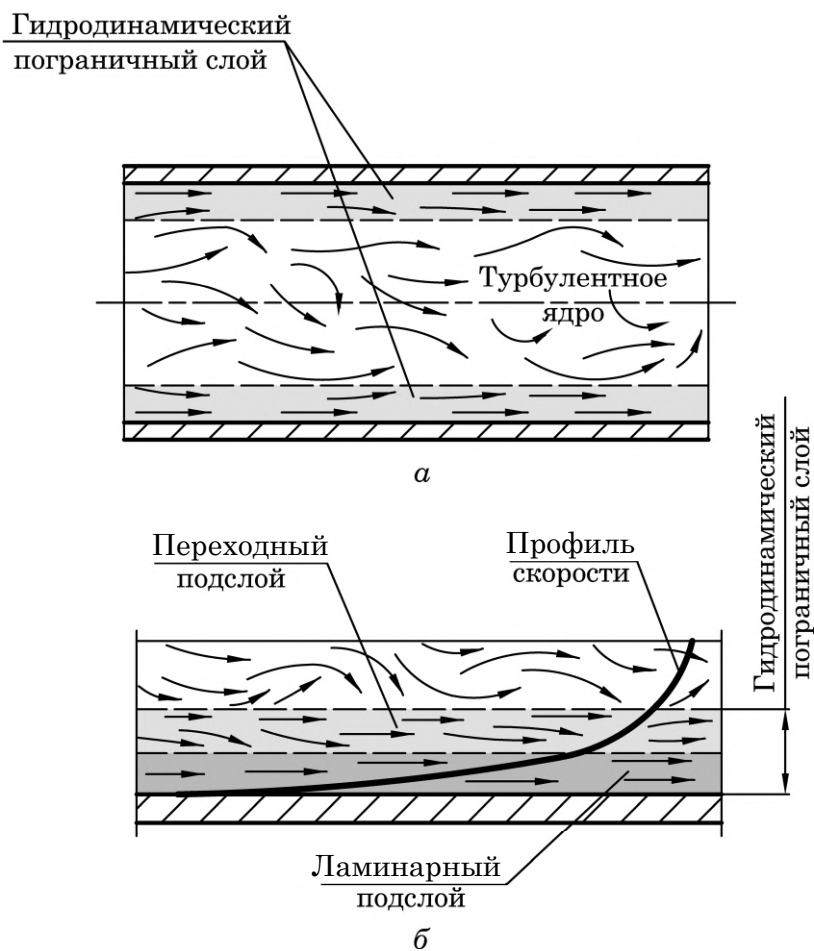 Гидродинамический
пограничный слой
Турбулентное
ядро
а
Гидродинамический
пограничный слой
Переходный
подслой
Профиль
скорости
Ламинарный
подслой
б